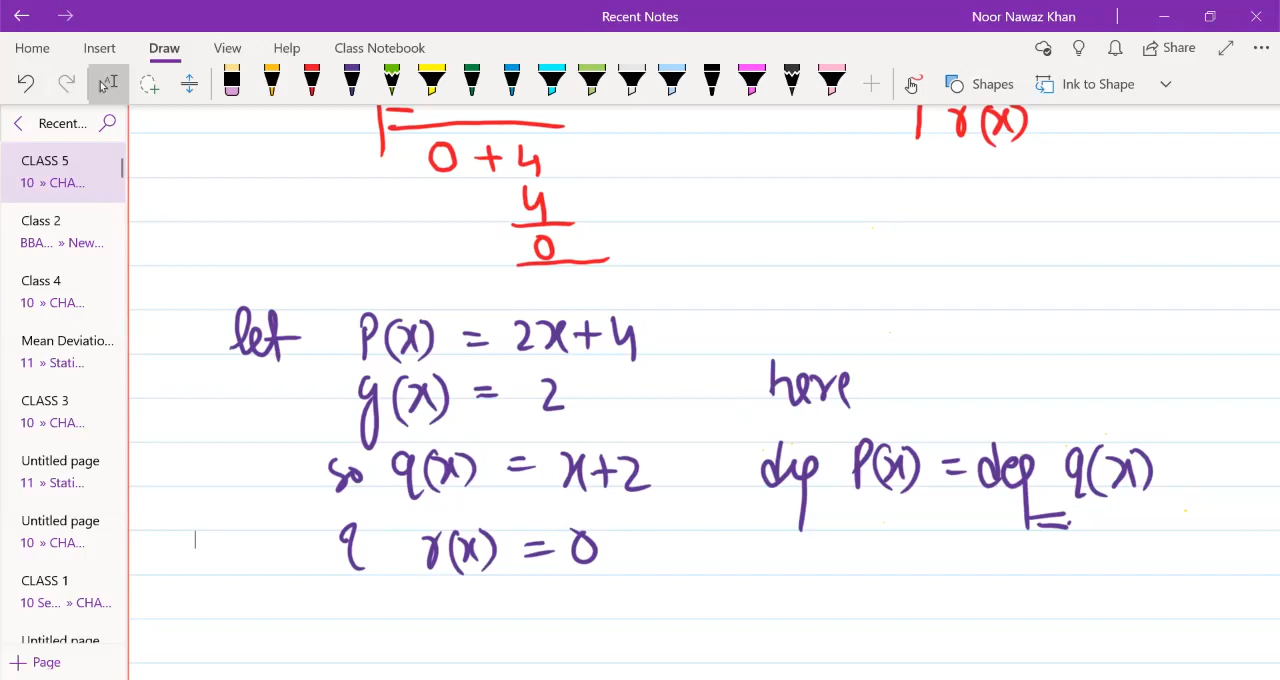 Recent Notes
Noor Nawaz Khan
Home Insert Draw View Help Class Notebook
Share
Shapes
Ink to Shape
Recent...
CLASS 5
10 » CHA...
Class 2
BBA... » New...
Class 4
10 » CHA...
Mean Deviatio...
11 » Stati...
CLASS 3
10 » CHA...
Untitled page
11 » Stati...
Untitled page
10 » CHA...
CLASS 1
10 Se... » CHA...
Untitled page
Page
r(x)
0 + 4
4
0
let P(x) = 2x+4
g(x) = 2
here
so q(x) = x+2
deg P(x) = deg q(x)
r(x) = 0